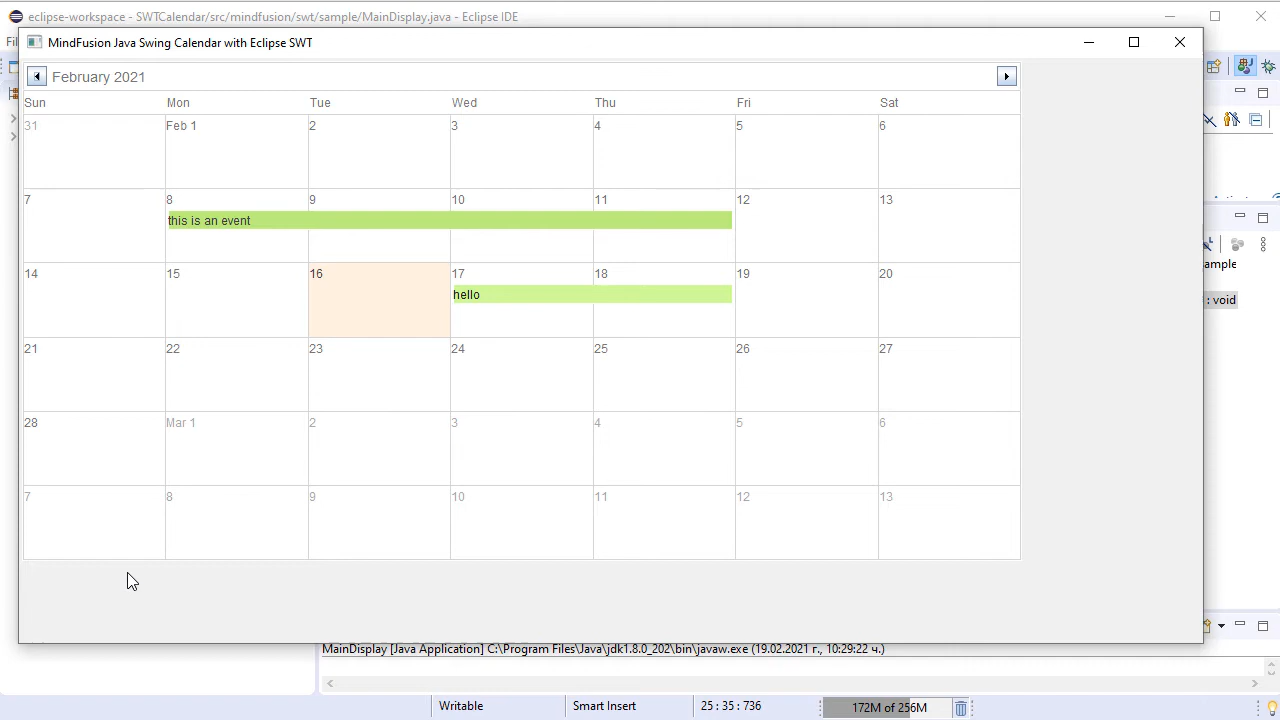 eclipse-workspace - SWTCalendar/src/mindfusion/swt/sample/MainDisplay.java - Eclipse IDE
MindFusion Java Swing Calendar with Eclipse SWT
February 2021
Sun Mon Tue Wed Thu Fri Sat
31 Feb 1 2 3 4 5 6
7 8 9 10 11 12 13
this is an event
14 15 16 17 18 19 20
hello
21 22 23 24 25 26 27
28 Mar 1 2 3 4 5 6
7 8 9 10 11 12 13
: void
MainDisplay [Java Application] C:\Program Files\Java\jdk1.8.0_202\bin\javaw.exe (19.02.2021 г., 10:29:22 ч.)
Writable Smart Insert 25 : 35 : 736 172M of 256M